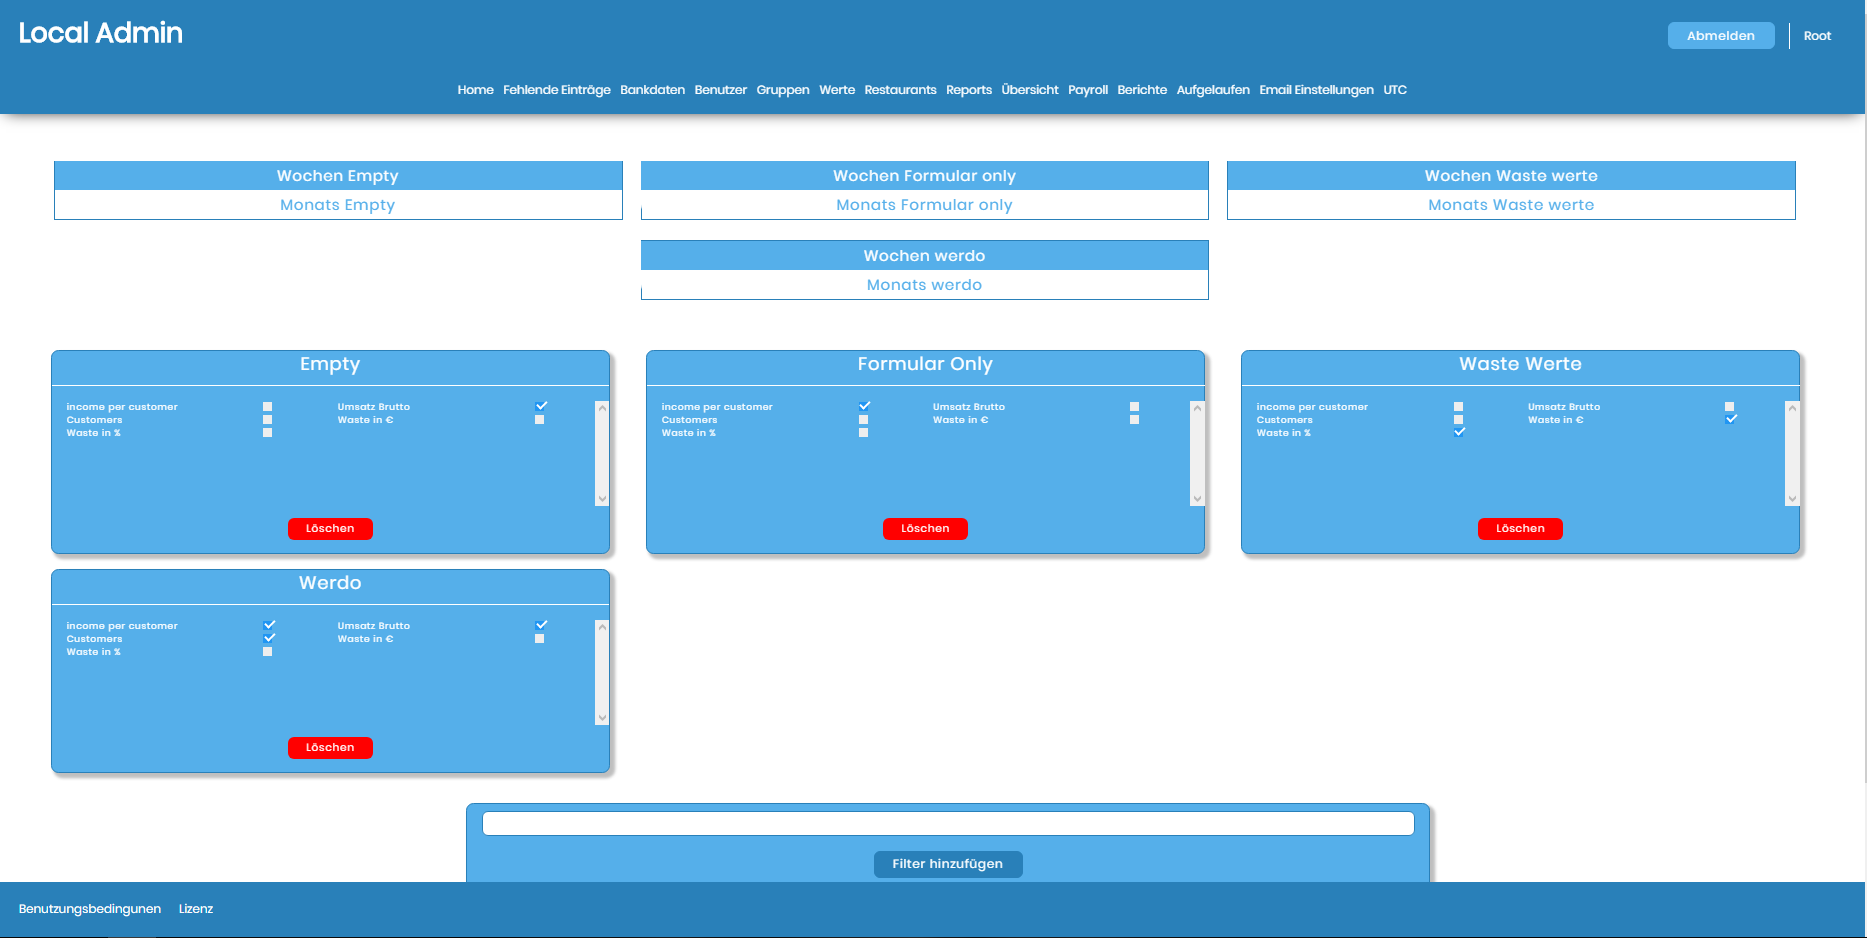 Local Admin
Abmelden Root
Home Fehlende Einträge Bankdaten Benutzer Gruppen Werte Restaurants Reports Übersicht Payroll Berichte Aufgelaufen Email Einstellungen UTC
Wochen Empty
Monats Empty
Wochen Formular only
Monats Formular only
Wochen Waste werte
Monats Waste werte
Wochen werdo
Monats werdo
Empty
income per customer Umsatz Brutto
Customers Waste in €
Waste in %
Löschen
Formular Only
income per customer Umsatz Brutto
Customers Waste in €
Waste in %
Löschen
Waste Werte
income per customer Umsatz Brutto
Customers Waste in €
Waste in %
Löschen
Werdo
income per customer Umsatz Brutto
Customers Waste in €
Waste in %
Löschen
Filter hinzufügen
Benutzungsbedingunen Lizenz